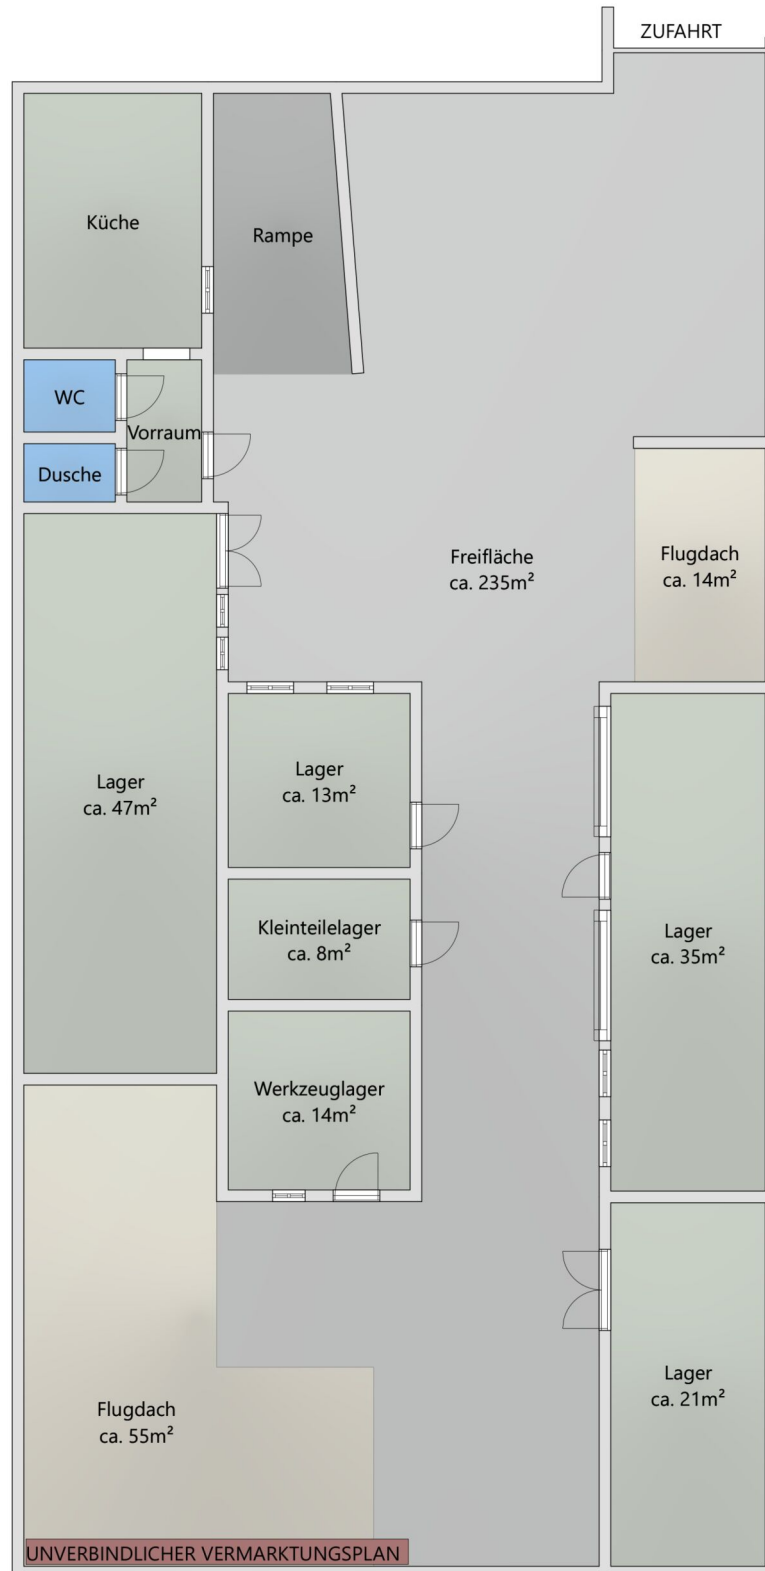 ZUFAHRT
Küche
Rampe
WC
Vorraum
Dusche
Freifläche
ca. 235m²
Flugdach
ca. 14m²
Lager
ca. 47m²
Lager
ca. 13m²
Kleinteilelager
ca. 8m²
Lager
ca. 35m²
Werkzeuglager
ca. 14m²
Lager
ca. 21m²
Flugdach
ca. 55m²
UNVERBINDLICHER VERMARKTUNGSPLAN